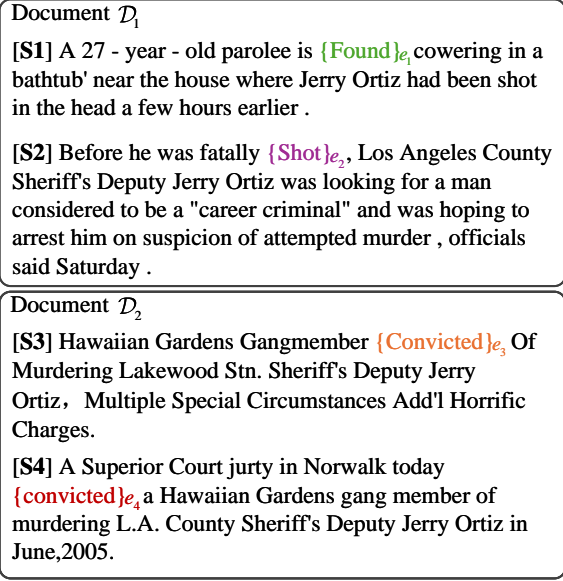 Document 𝒟₁
[S1] A 27 - year - old parolee is {Found}e₁ cowering in a
bathtub' near the house where Jerry Ortiz had been shot
in the head a few hours earlier .
[S2] Before he was fatally {Shot}e₂, Los Angeles County
Sheriff's Deputy Jerry Ortiz was looking for a man
considered to be a "career criminal" and was hoping to
arrest him on suspicion of attempted murder , officials
said Saturday .
Document 𝒟₂
[S3] Hawaiian Gardens Gangmember {Convicted}e₃ Of
Murdering Lakewood Stn. Sheriff's Deputy Jerry
Ortiz，Multiple Special Circumstances Add'l Horrific
Charges.
[S4] A Superior Court jurty in Norwalk today
{convicted}e₄ a Hawaiian Gardens gang member of
murdering L.A. County Sheriff's Deputy Jerry Ortiz in
June,2005.